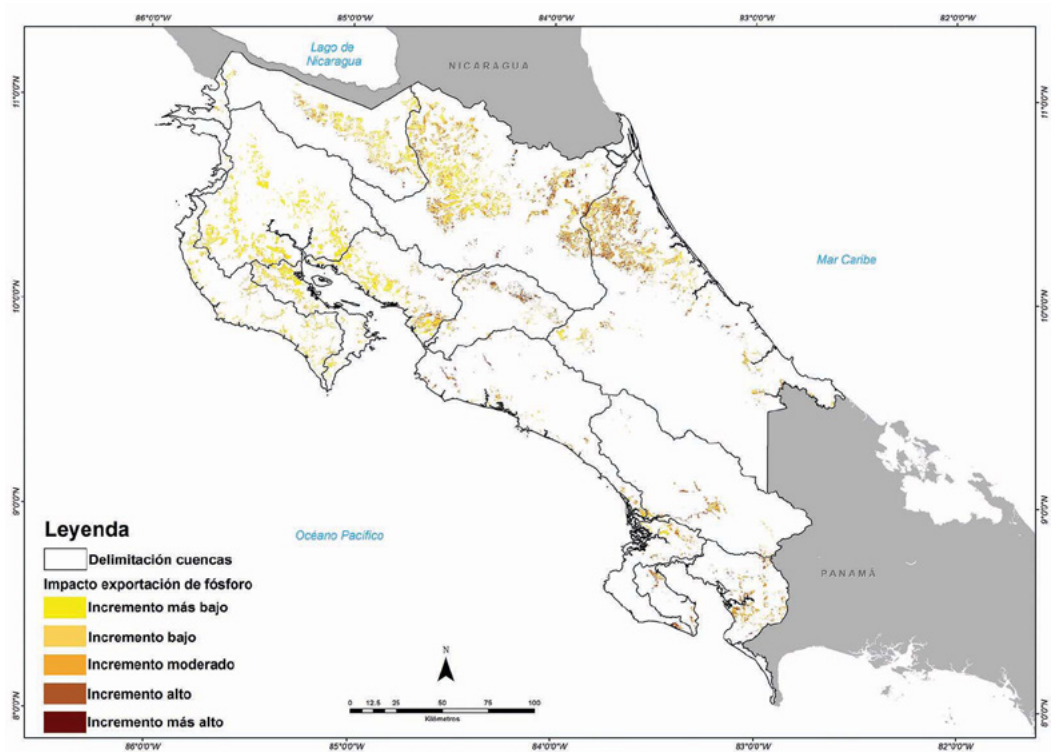 86°0'0"W
85°0'0"W
84°0'0"W
83°0'0"W
82°0'0"W
Lago de
Nicaragua
NICARAGUA
11°0'0"N
11°0'0"N
Mar Caribe
10°0'0"N
10°0'0"N
9°0'0"N
9°0'0"N
Océano Pacífico
PANAMÁ
Leyenda
Delimitación cuencas
Impacto exportación de fósforo
Incremento más bajo
Incremento bajo
Incremento moderado
Incremento alto
Incremento más alto
N
0 12.5 25 50 75 100
Kilómetros
8°0'0"N
8°0'0"N
86°0'0"W
85°0'0"W
84°0'0"W
83°0'0"W
82°0'0"W